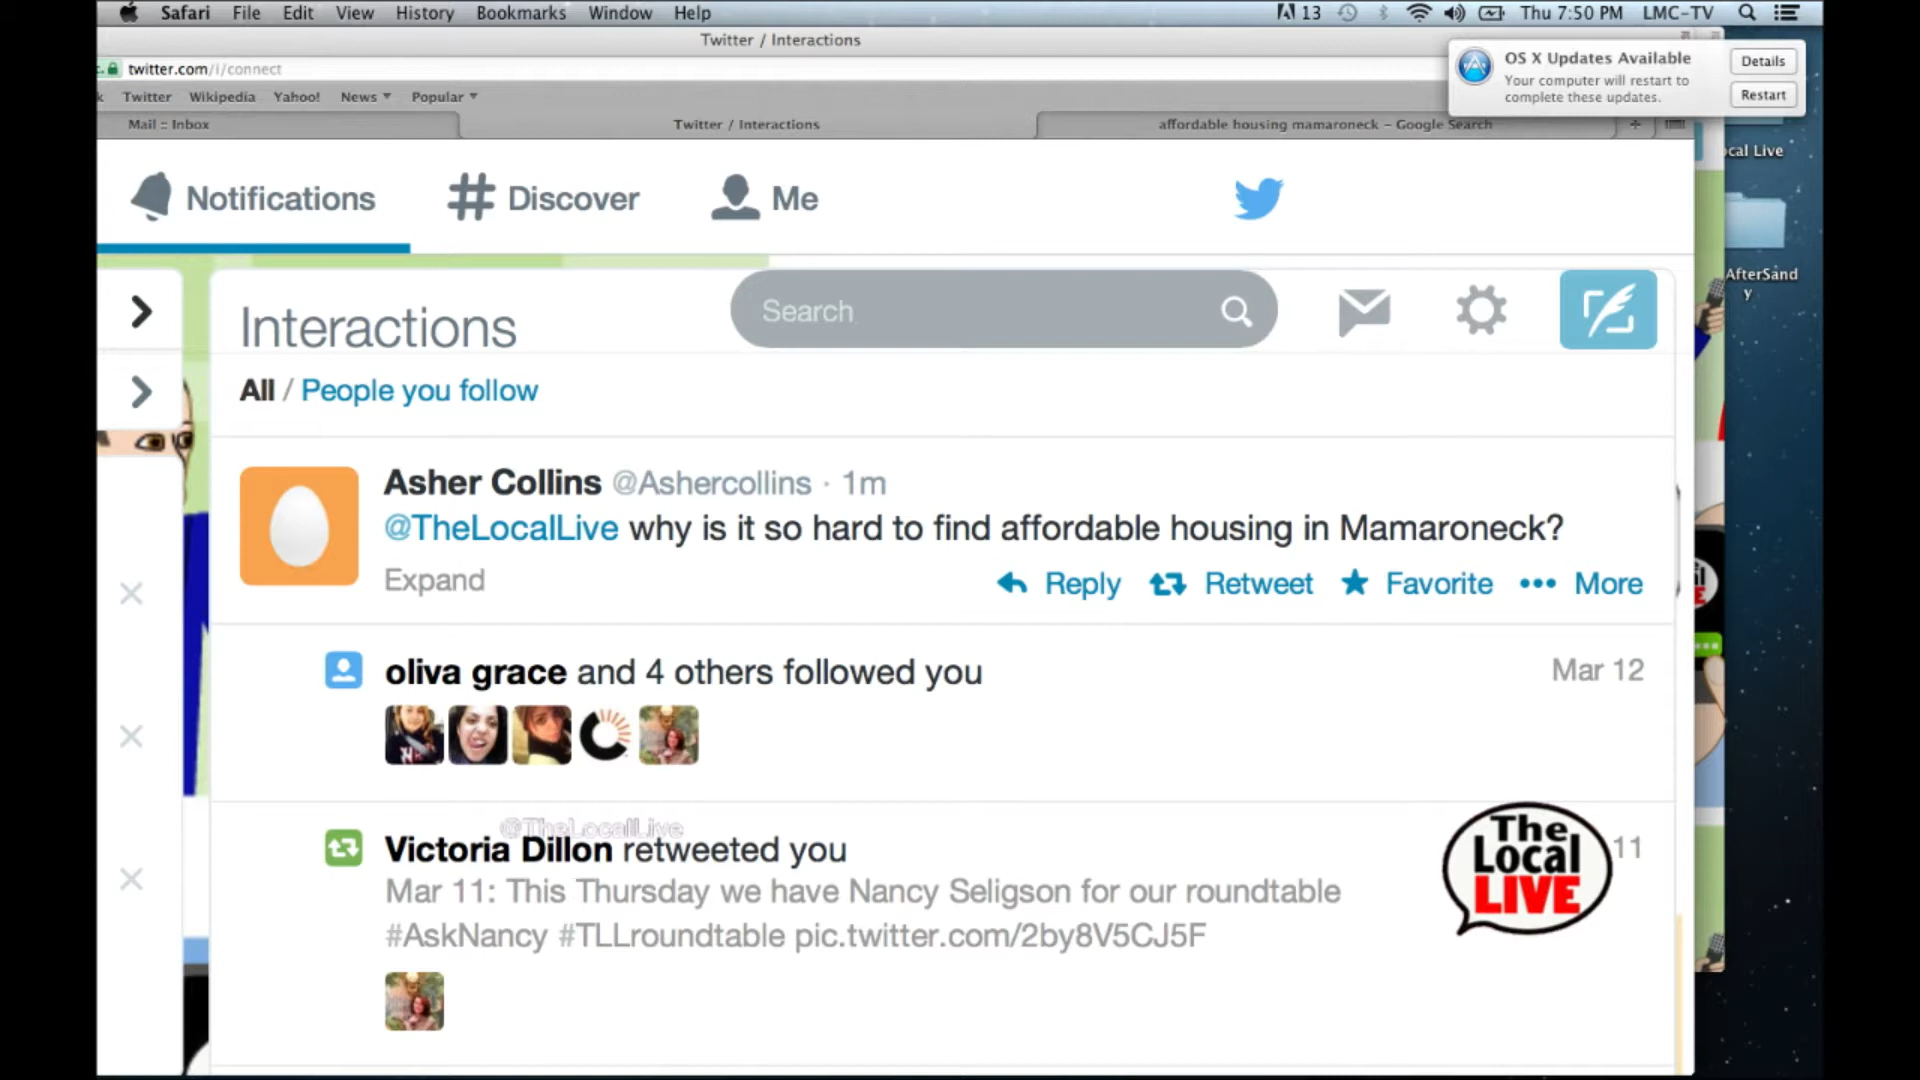 Safari File Edit View History Bookmarks Window Help 13 Thu 7:50 PM LMC-TV
Twitter / Interactions
twitter.com/i/connect
OS X Updates Available
Your computer will restart to
complete these updates.
Details
Restart
Twitter Wikipedia Yahoo! News Popular
Mail :: Inbox Twitter / Interactions affordable housing mamaroneck – Google Search
Notifications # Discover Me
cal Live
AfterSand
y
Interactions
Search
All / People you follow
Asher Collins @Ashercollins · 1m
@TheLocalLive why is it so hard to find affordable housing in Mamaroneck?
Expand Reply Retweet Favorite ••• More
oliva grace and 4 others followed you Mar 12
@TheLocalLive
Victoria Dillon retweeted you 11
Mar 11: This Thursday we have Nancy Seligson for our roundtable
#AskNancy #TLLroundtable pic.twitter.com/2by8V5CJ5F
The
Local
LIVE